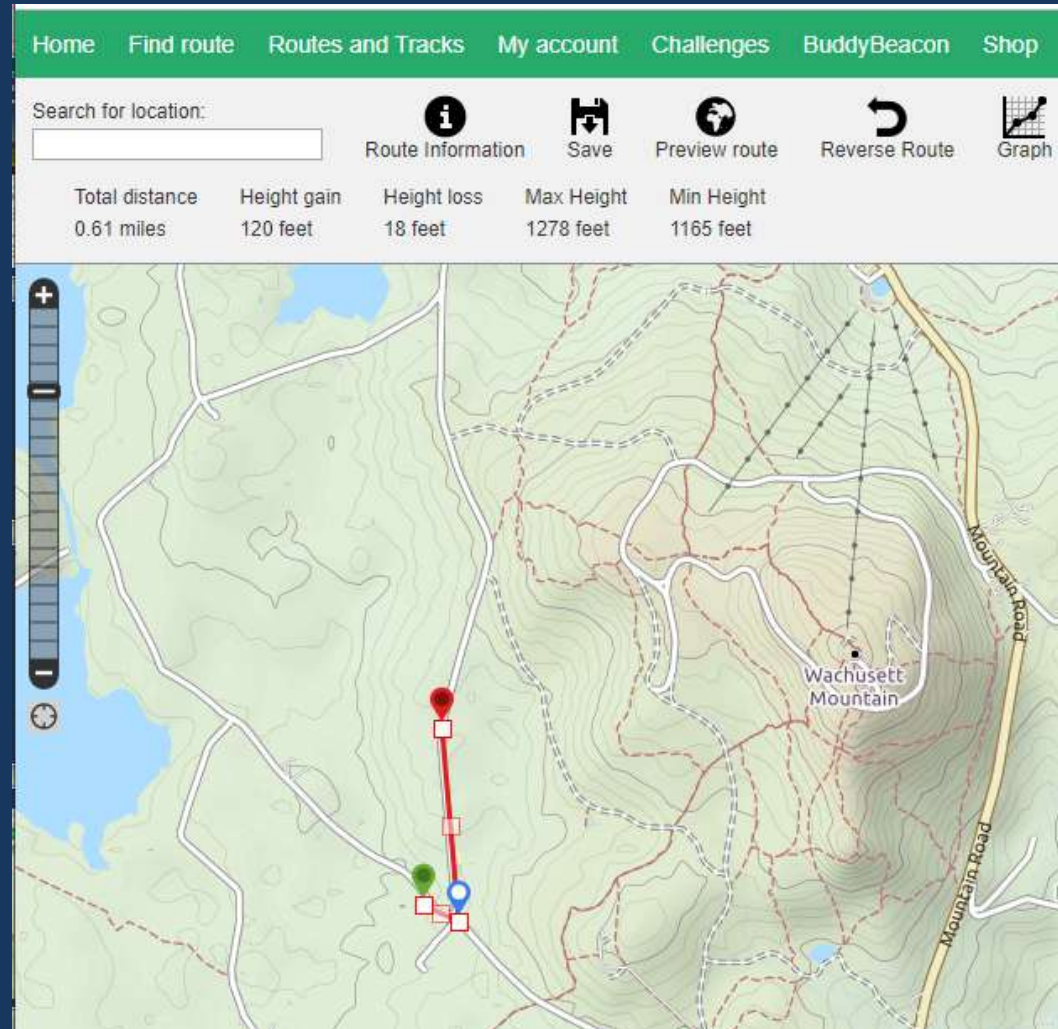 Home Find route Routes and Tracks My account Challenges BuddyBeacon Shop
Search for location:
Route Information Save Preview route Reverse Route Graph
Total distance Height gain Height loss Max Height Min Height
0.61 miles 120 feet 18 feet 1278 feet 1165 feet
Mountain Road
Wachusett
Mountain
Mountain Road